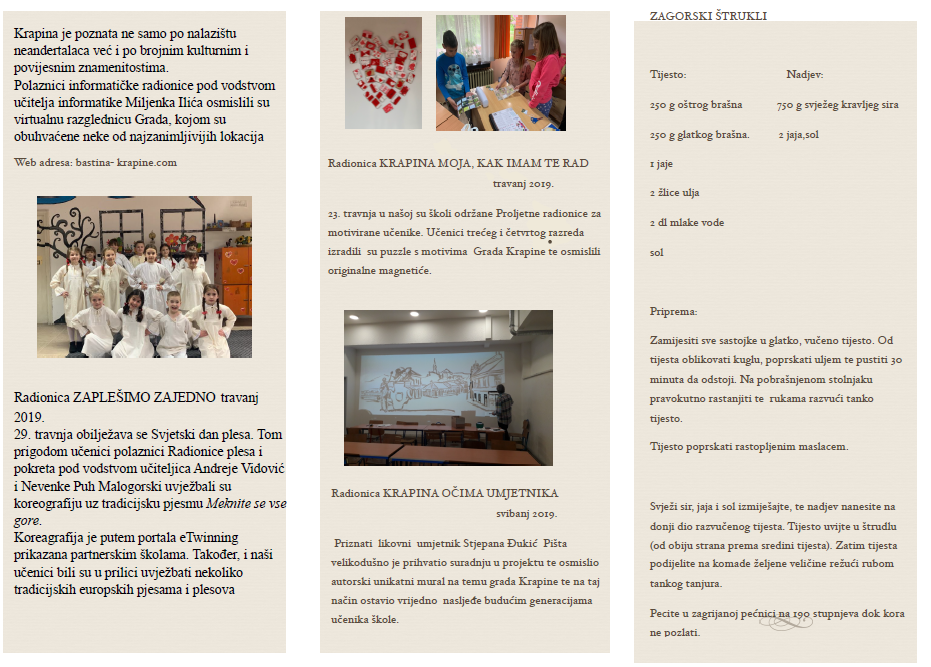 Krapina je poznata ne samo po nalazištu
neandertalaca već i po brojnim kulturnim i
povijesnim znamenitostima.
Polaznici informatičke radionice pod vodstvom
učitelja informatike Miljenka Ilića osmislili su
virtualnu razglednicu Grada, kojom su
obuhvaćene neke od najzanimljivijih lokacija
Web adresa: bastina- krapine.com
Radionica ZAPLEŠIMO ZAJEDNO travanj
2019.
29. travnja obilježava se Svjetski dan plesa. Tom
prigodom učenici polaznici Radionice plesa i
pokreta pod vodstvom učiteljica Andreje Vidović
i Nevenke Puh Malogorski uvježbali su
koreografiju uz tradicijsku pjesmu Meknite se vse
gore.
Koreagrafija je putem portala eTwinning
prikazana partnerskim školama. Također, i naši
učenici bili su u prilici uvježbati nekoliko
tradicijskih europskih pjesama i plesova
Radionica KRAPINA MOJA, KAK IMAM TE RAD
travanj 2019.
23. travnja u našoj su školi održane Proljetne radionice za
motivirane učenike. Učenici trećeg i četvrtog razreda
izradili su puzzle s motivima Grada Krapine te osmislili
originalne magnetiće.
Radionica KRAPINA OČIMA UMJETNIKA
svibanj 2019.
Priznati likovni umjetnik Stjepana Đukić Pišta
velikodušno je prihvatio suradnju u projektu te osmislio
autorski unikatni mural na temu grada Krapine te na taj
način ostavio vrijedno nasljeđe budućim generacijama
učenika škole.
ZAGORSKI ŠTRUKLI
Tijesto: Nadjev:
250 g oštrog brašna 750 g svježeg kravljeg sira
250 g glatkog brašna. 2 jaja,sol
1 jaje
2 žlice ulja
2 dl mlake vode
sol
Priprema:
Zamijesiti sve sastojke u glatko, vučeno tijesto. Od
tijesta oblikovati kuglu, poprskati uljem te pustiti 30
minuta da odstoji. Na pobrašnjenom stolnjaku
pravokutno rastanjiti te rukama razvući tanko
tijesto.
Tijesto poprskati rastopljenim maslacem.
Svježi sir, jaja i sol izmiješajte, te nadjev nanesite na
donji dio razvučenog tijesta. Tijesto uvijte u štrudlu
(od obiju strana prema sredini tijesta). Zatim tijesta
podijelite na komade željene veličine režući rubom
tankog tanjura.
Pecite u zagrijanoj pećnici na 190 stupnjeva dok kora
ne pozlati.